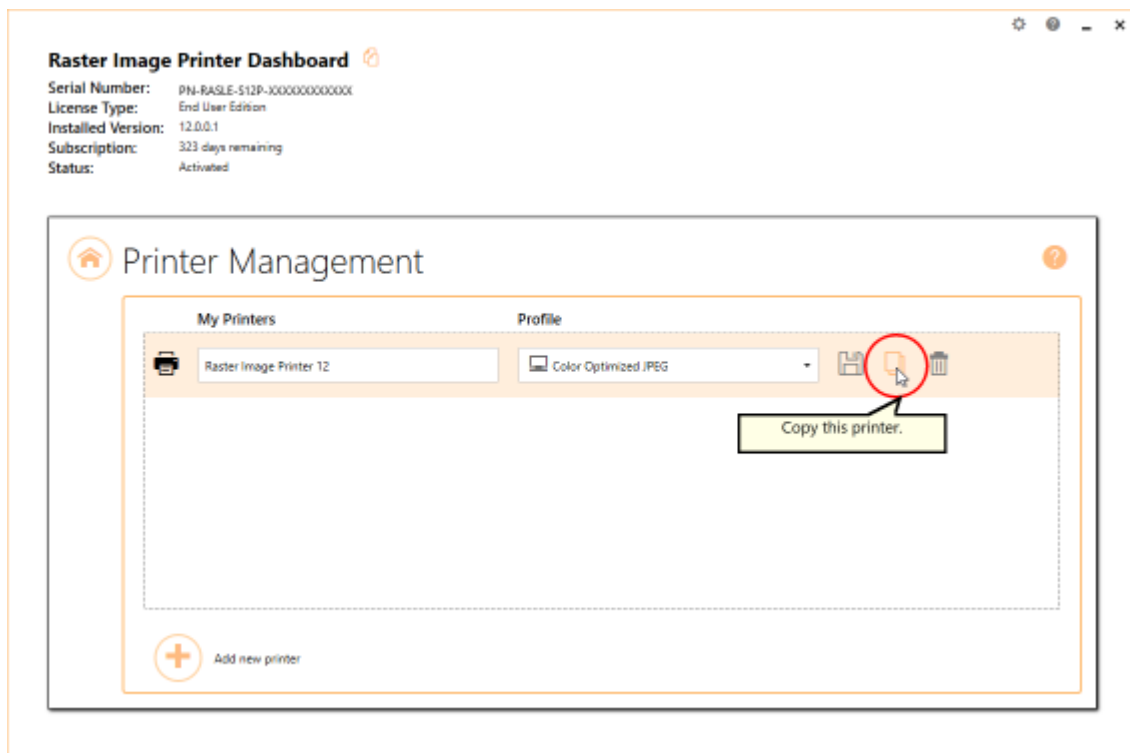 Raster Image Printer Dashboard
Serial Number: PN-RASLE-S12P-XXXXXXXXXXXX
License Type: End User Edition
Installed Version: 12.0.0.1
Subscription: 323 days remaining
Status: Activated
Printer Management
?
My Printers Profile
Raster Image Printer 12 Color Optimized JPEG
Copy this printer.
Add new printer